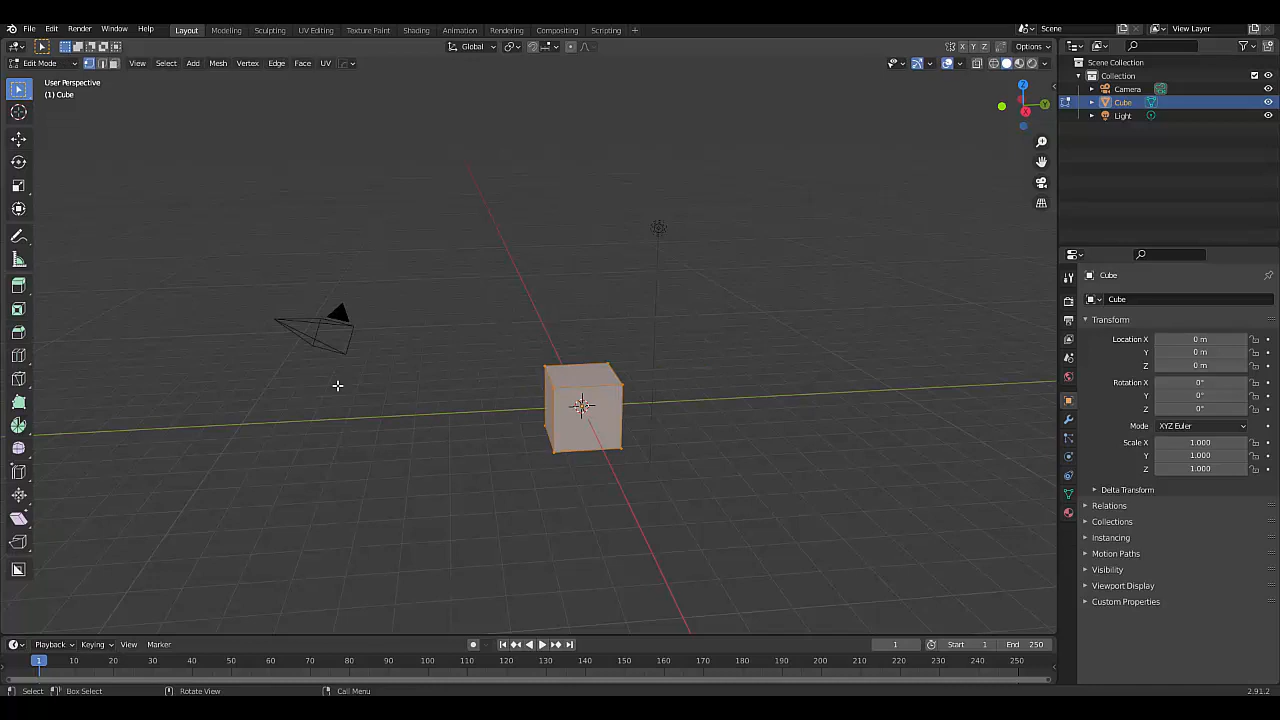 File Edit Render Window Help Layout Modeling Sculpting UV Editing Texture Paint Shading Animation Rendering Compositing Scripting Scene View Layer
Global X Y Z Options
Edit Mode View Select Add Mesh Vertex Edge Face UV
User Perspective
(1) Cube
Z
Y
X
Scene Collection
Collection
Camera
Cube
Light
Cube
Cube
Transform
Location X 0 m
Y 0 m
Z 0 m
Rotation X 0°
Y 0°
Z 0°
Mode XYZ Euler
Scale X 1.000
Y 1.000
Z 1.000
Delta Transform
Relations
Collections
Instancing
Motion Paths
Visibility
Viewport Display
Custom Properties
Playback Keying View Marker 1 Start 1 End 250
1 10 20 30 40 50 60 70 80 90 100 110 120 130 140 150 160 170 180 190 200 210 220 230 240 250
Select Box Select Rotate View Call Menu 2.91.2